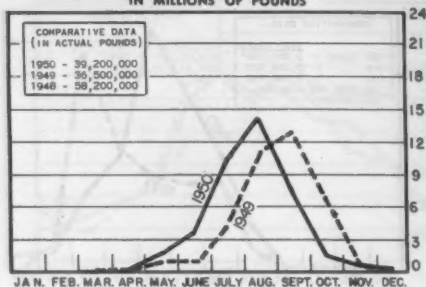 IN MILLIONS OF POUNDS
COMPARATIVE DATA
(IN ACTUAL POUNDS)
1950 - 39,200,000
1949 - 36,500,000
1948 - 58,200,000
24
21
18
15
12
9
6
3
0
1950
1949
JAN. FEB. MAR. APR. MAY. JUNE JULY AUG. SEPT. OCT. NOV. DEC.